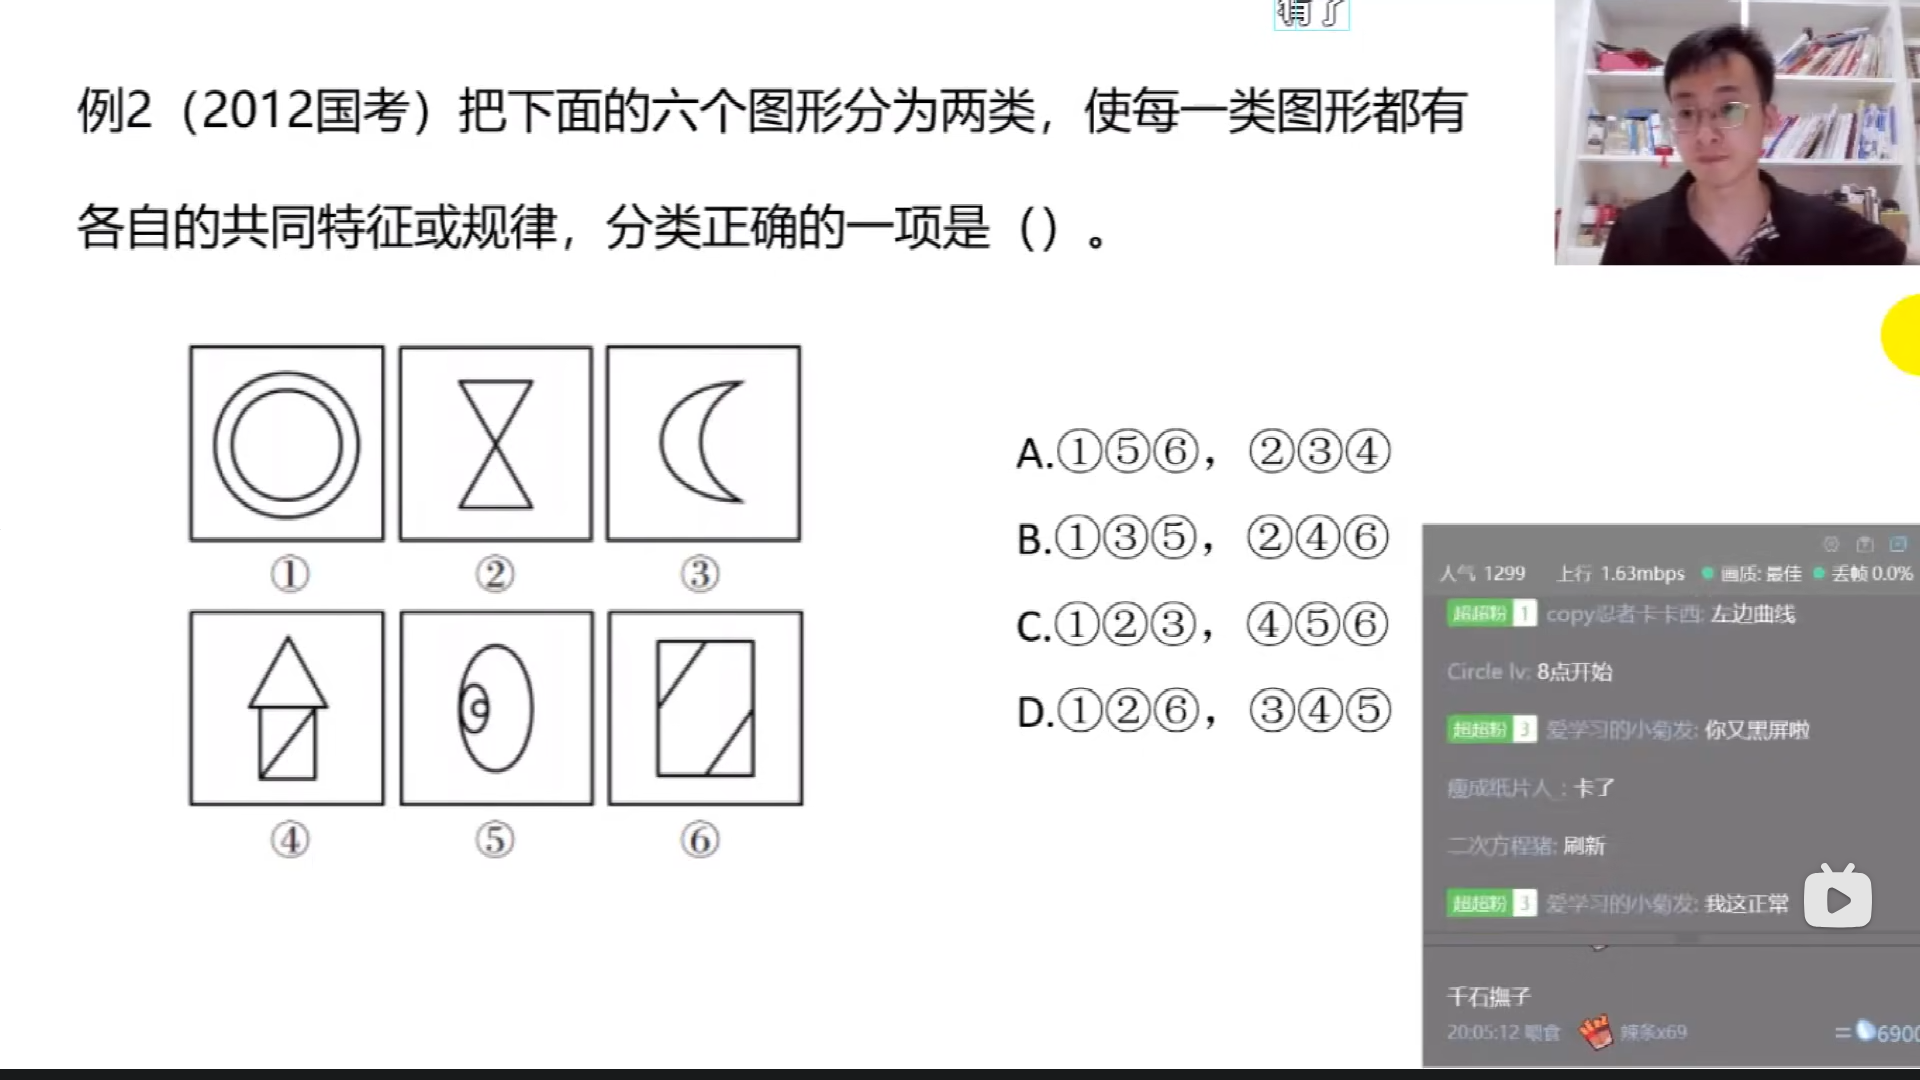 例2（2012国考）把下面的六个图形分为两类，使每一类图形都有
各自的共同特征或规律，分类正确的一项是（）。
① ② ③
④ ⑤ ⑥
A.①⑤⑥，②③④
B.①③⑤，②④⑥
C.①②③，④⑤⑥
D.①②⑥，③④⑤
人气 1299 上行 1.63mbps 画质: 最佳 丢帧 0.0%
超超粉 1 copy忍者卡卡西: 左边曲线
Circle lv: 8点开始
超超粉 3 爱学习的小菊发: 你又黑屏啦
瘦成纸片人_: 卡了
二次方程猪: 刷新
超超粉 3 爱学习的小菊发: 我这正常
千石撫子
20:05:12 喂食 辣条x69 = 6900